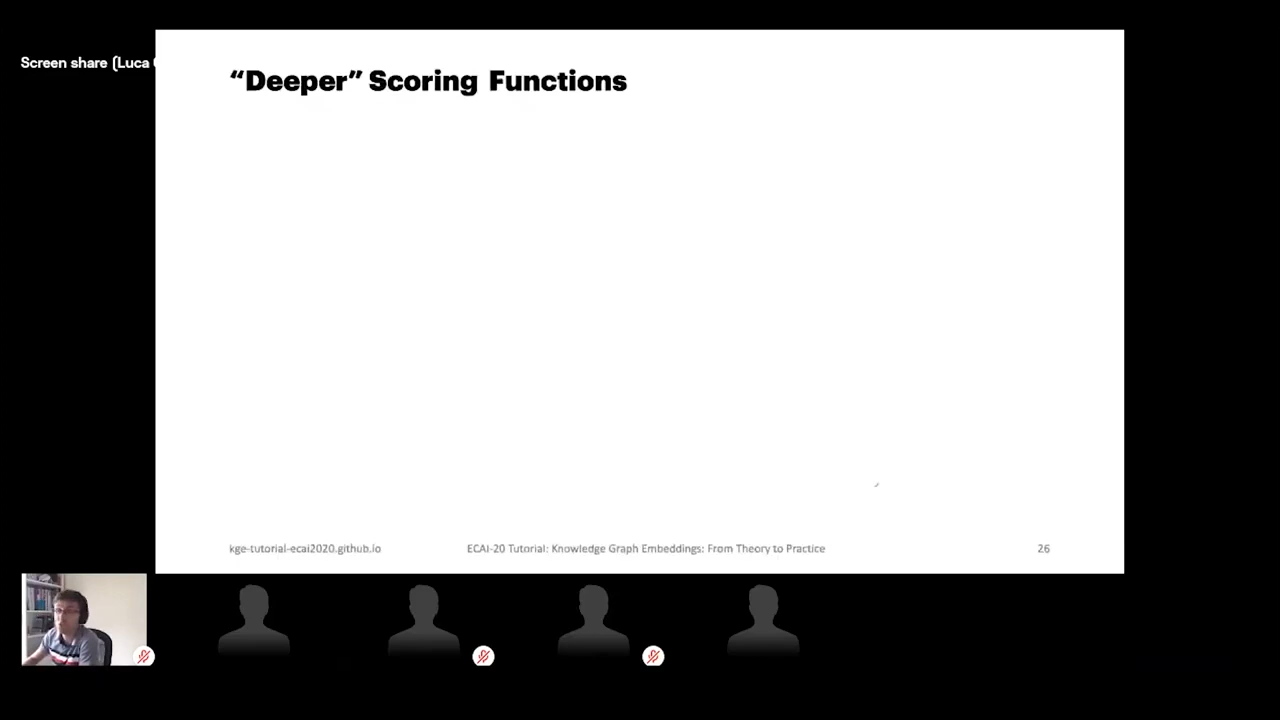 Screen share (Luca
“Deeper” Scoring Functions
kge-tutorial-ecai2020.github.io
ECAI-20 Tutorial: Knowledge Graph Embeddings: From Theory to Practice
26